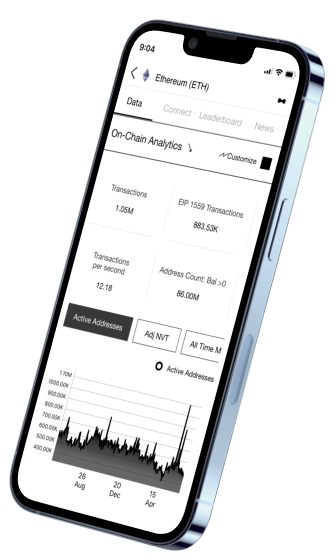 9:04
Ethereum (ETH)
Data Connect Leaderboard News
On-Chain Analytics
Customize
Transactions
1.05M
EIP 1559 Transactions
883.53K
Transactions
per second
12.18
Address Count: Bal >0
86.00M
Active Addresses
Adj NVT
All Time M
Active Addresses
1.10M
1000.00K
900.00K
800.00K
700.00K
600.00K
500.00K
400.00K
26
Aug
20
Dec
15
Apr